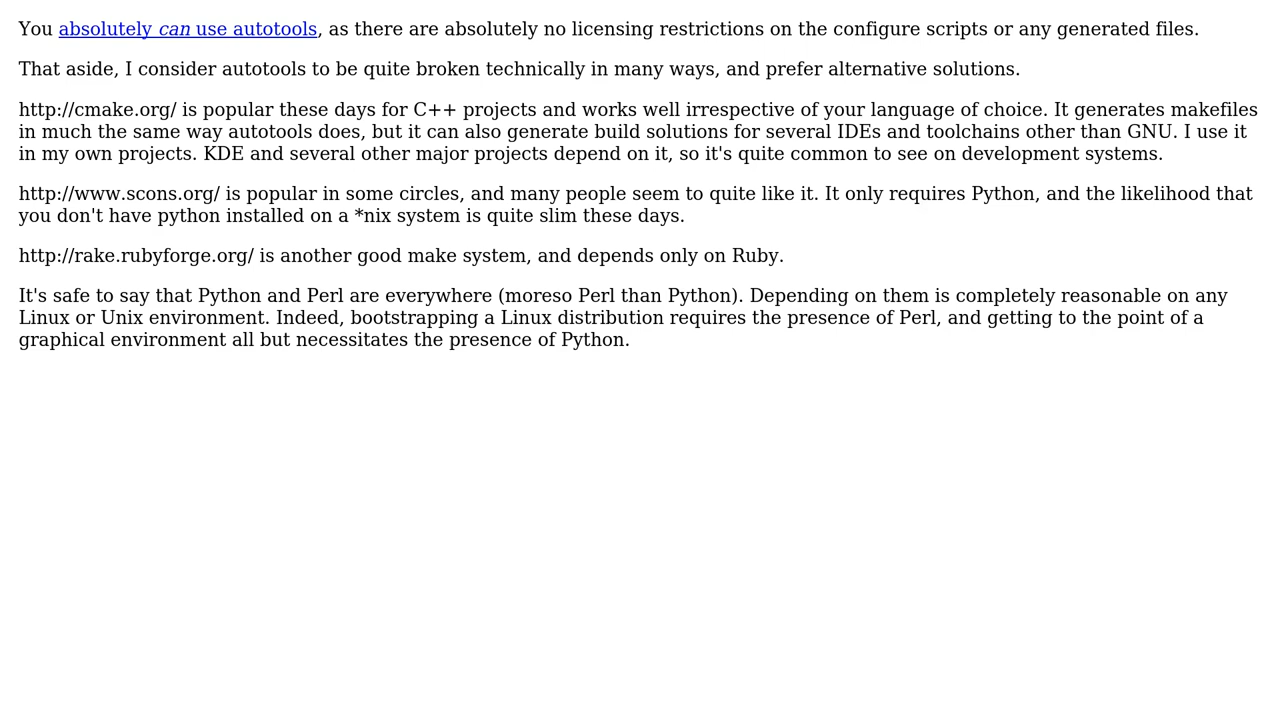 You absolutely can use autotools, as there are absolutely no licensing restrictions on the configure scripts or any generated files.
That aside, I consider autotools to be quite broken technically in many ways, and prefer alternative solutions.
http://cmake.org/ is popular these days for C++ projects and works well irrespective of your language of choice. It generates makefiles
in much the same way autotools does, but it can also generate build solutions for several IDEs and toolchains other than GNU. I use it
in my own projects. KDE and several other major projects depend on it, so it's quite common to see on development systems.
http://www.scons.org/ is popular in some circles, and many people seem to quite like it. It only requires Python, and the likelihood that
you don't have python installed on a *nix system is quite slim these days.
http://rake.rubyforge.org/ is another good make system, and depends only on Ruby.
It's safe to say that Python and Perl are everywhere (moreso Perl than Python). Depending on them is completely reasonable on any
Linux or Unix environment. Indeed, bootstrapping a Linux distribution requires the presence of Perl, and getting to the point of a
graphical environment all but necessitates the presence of Python.